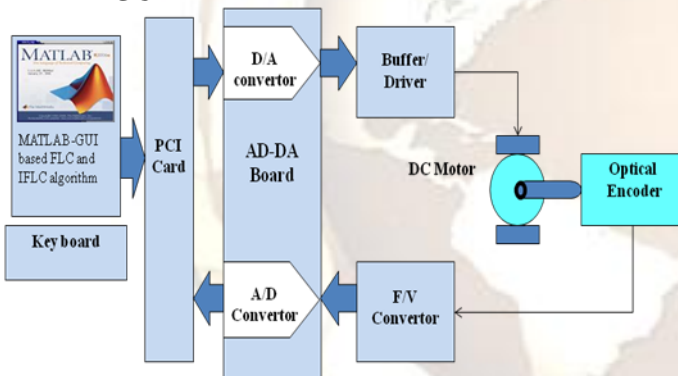 MATLAB
MATLAB-GUI
based FLC and
IFLC algorithm
Keyboard
PCI
Card
D/A
convertor
AD-DA
Board
A/D
Convertor
Buffer/
Driver
DC Motor
Optical
Encoder
F/V
Convertor